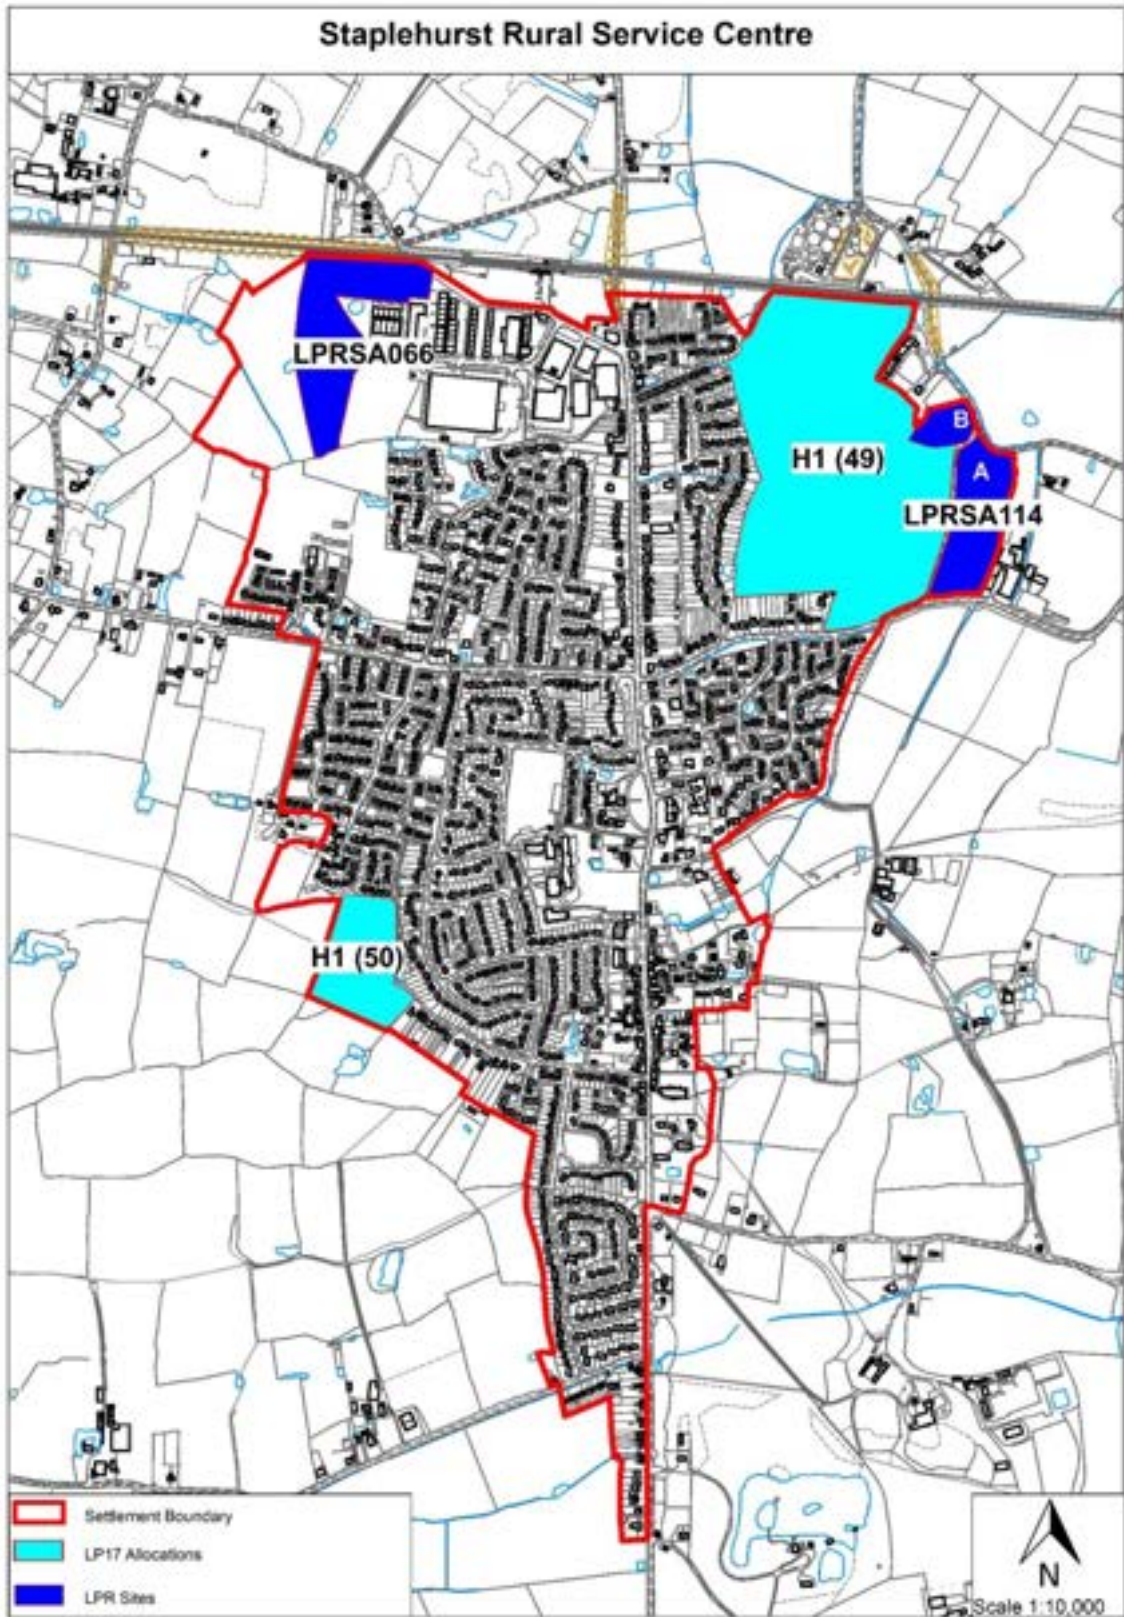 Staplehurst Rural Service Centre
LPRSA066
B
H1 (49)
A
LPRSA114
H1 (50)
Settlement Boundary
LP17 Allocations
LPR Sites
N
Scale 1:10,000